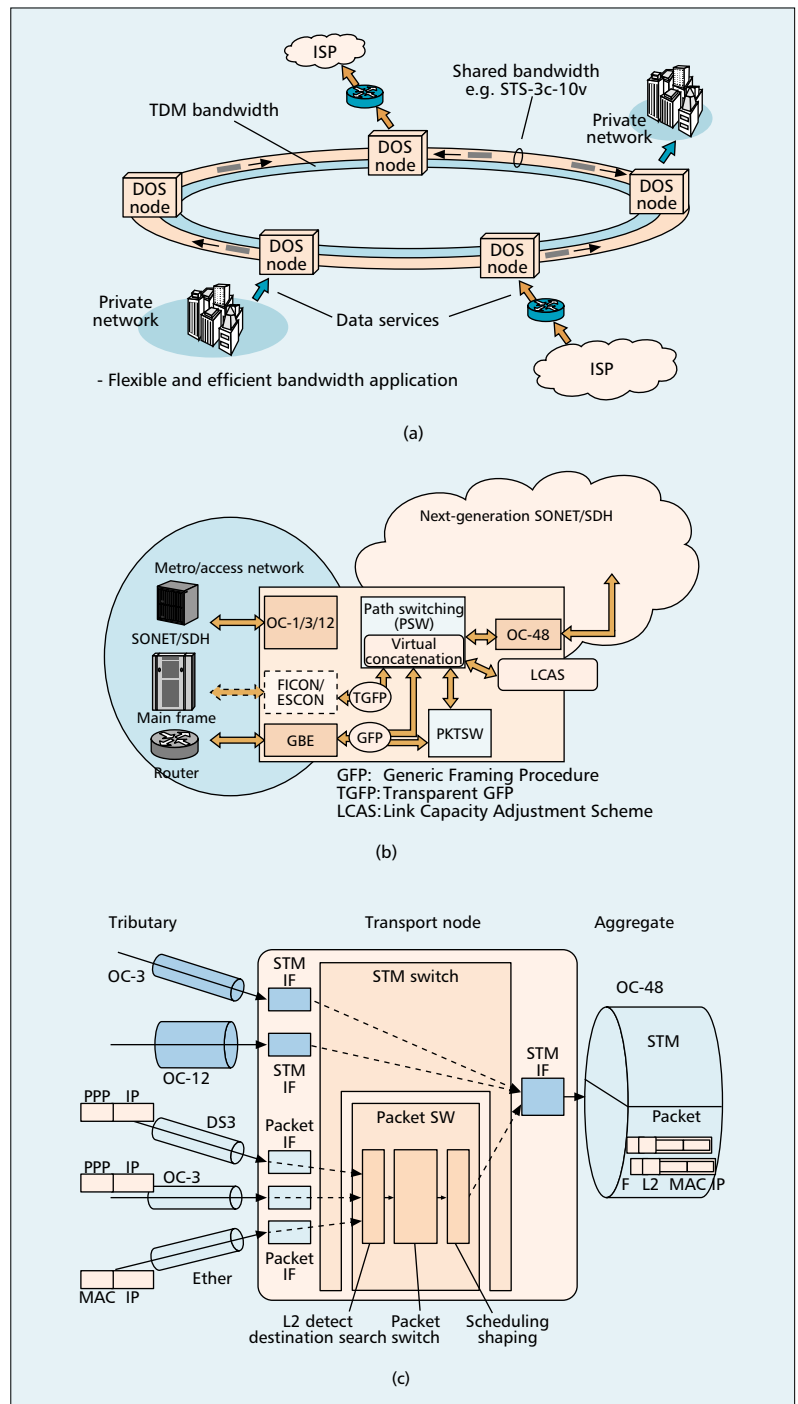 ISP
Shared bandwidth
e.g. STS-3c-10v
TDM bandwidth
Private
network
DOS
node
DOS
node
DOS
node
DOS
node
DOS
node
Private
network
Data services
ISP
- Flexible and efficient bandwidth application
(a)
Next-generation SONET/SDH
Metro/access network
Path switching
(PSW)
OC-1/3/12
OC-48
SONET/SDH
Virtual
concatenation
LCAS
FICON/
ESCON
TGFP
Main frame
GBE
GFP
PKTSW
Router
GFP: Generic Framing Procedure
TGFP: Transparent GFP
LCAS: Link Capacity Adjustment Scheme
(b)
Tributary
Transport node
Aggregate
OC-3
STM
IF
STM switch
OC-48
STM
OC-12
STM
IF
STM
IF
PPP IP
DS3
Packet
IF
Packet SW
Packet
PPP IP
OC-3
F L2 MAC IP
Ether
Packet
IF
MAC IP
L2 detect
destination search
Packet
switch
Scheduling
shaping
(c)